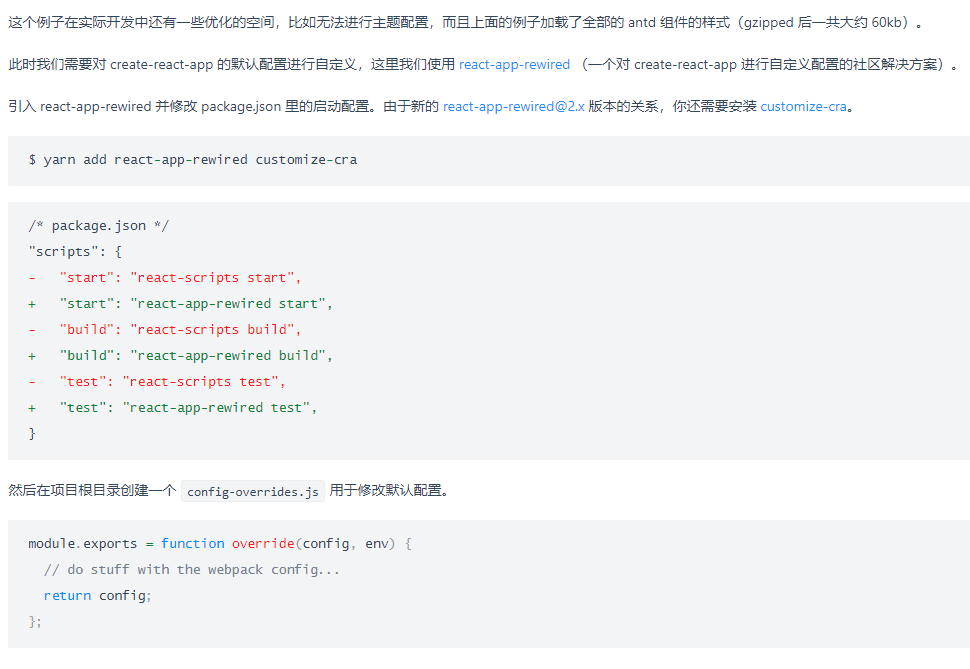 这个例子在实际开发中还有一些优化的空间，比如无法进行主题配置，而且上面的例子加载了全部的 antd 组件的样式（gzipped 后一共大约 60kb）。
此时我们需要对 create-react-app 的默认配置进行自定义，这里我们使用 react-app-rewired （一个对 create-react-app 进行自定义配置的社区解决方案）。
引入 react-app-rewired 并修改 package.json 里的启动配置。由于新的 react-app-rewired@2.x 版本的关系，你还需要安装 customize-cra。
$ yarn add react-app-rewired customize-cra
/* package.json */
"scripts": {
-   "start": "react-scripts start",
+   "start": "react-app-rewired start",
-   "build": "react-scripts build",
+   "build": "react-app-rewired build",
-   "test": "react-scripts test",
+   "test": "react-app-rewired test",
}
然后在项目根目录创建一个 config-overrides.js 用于修改默认配置。
module.exports = function override(config, env) {
  // do stuff with the webpack config...
  return config;
};